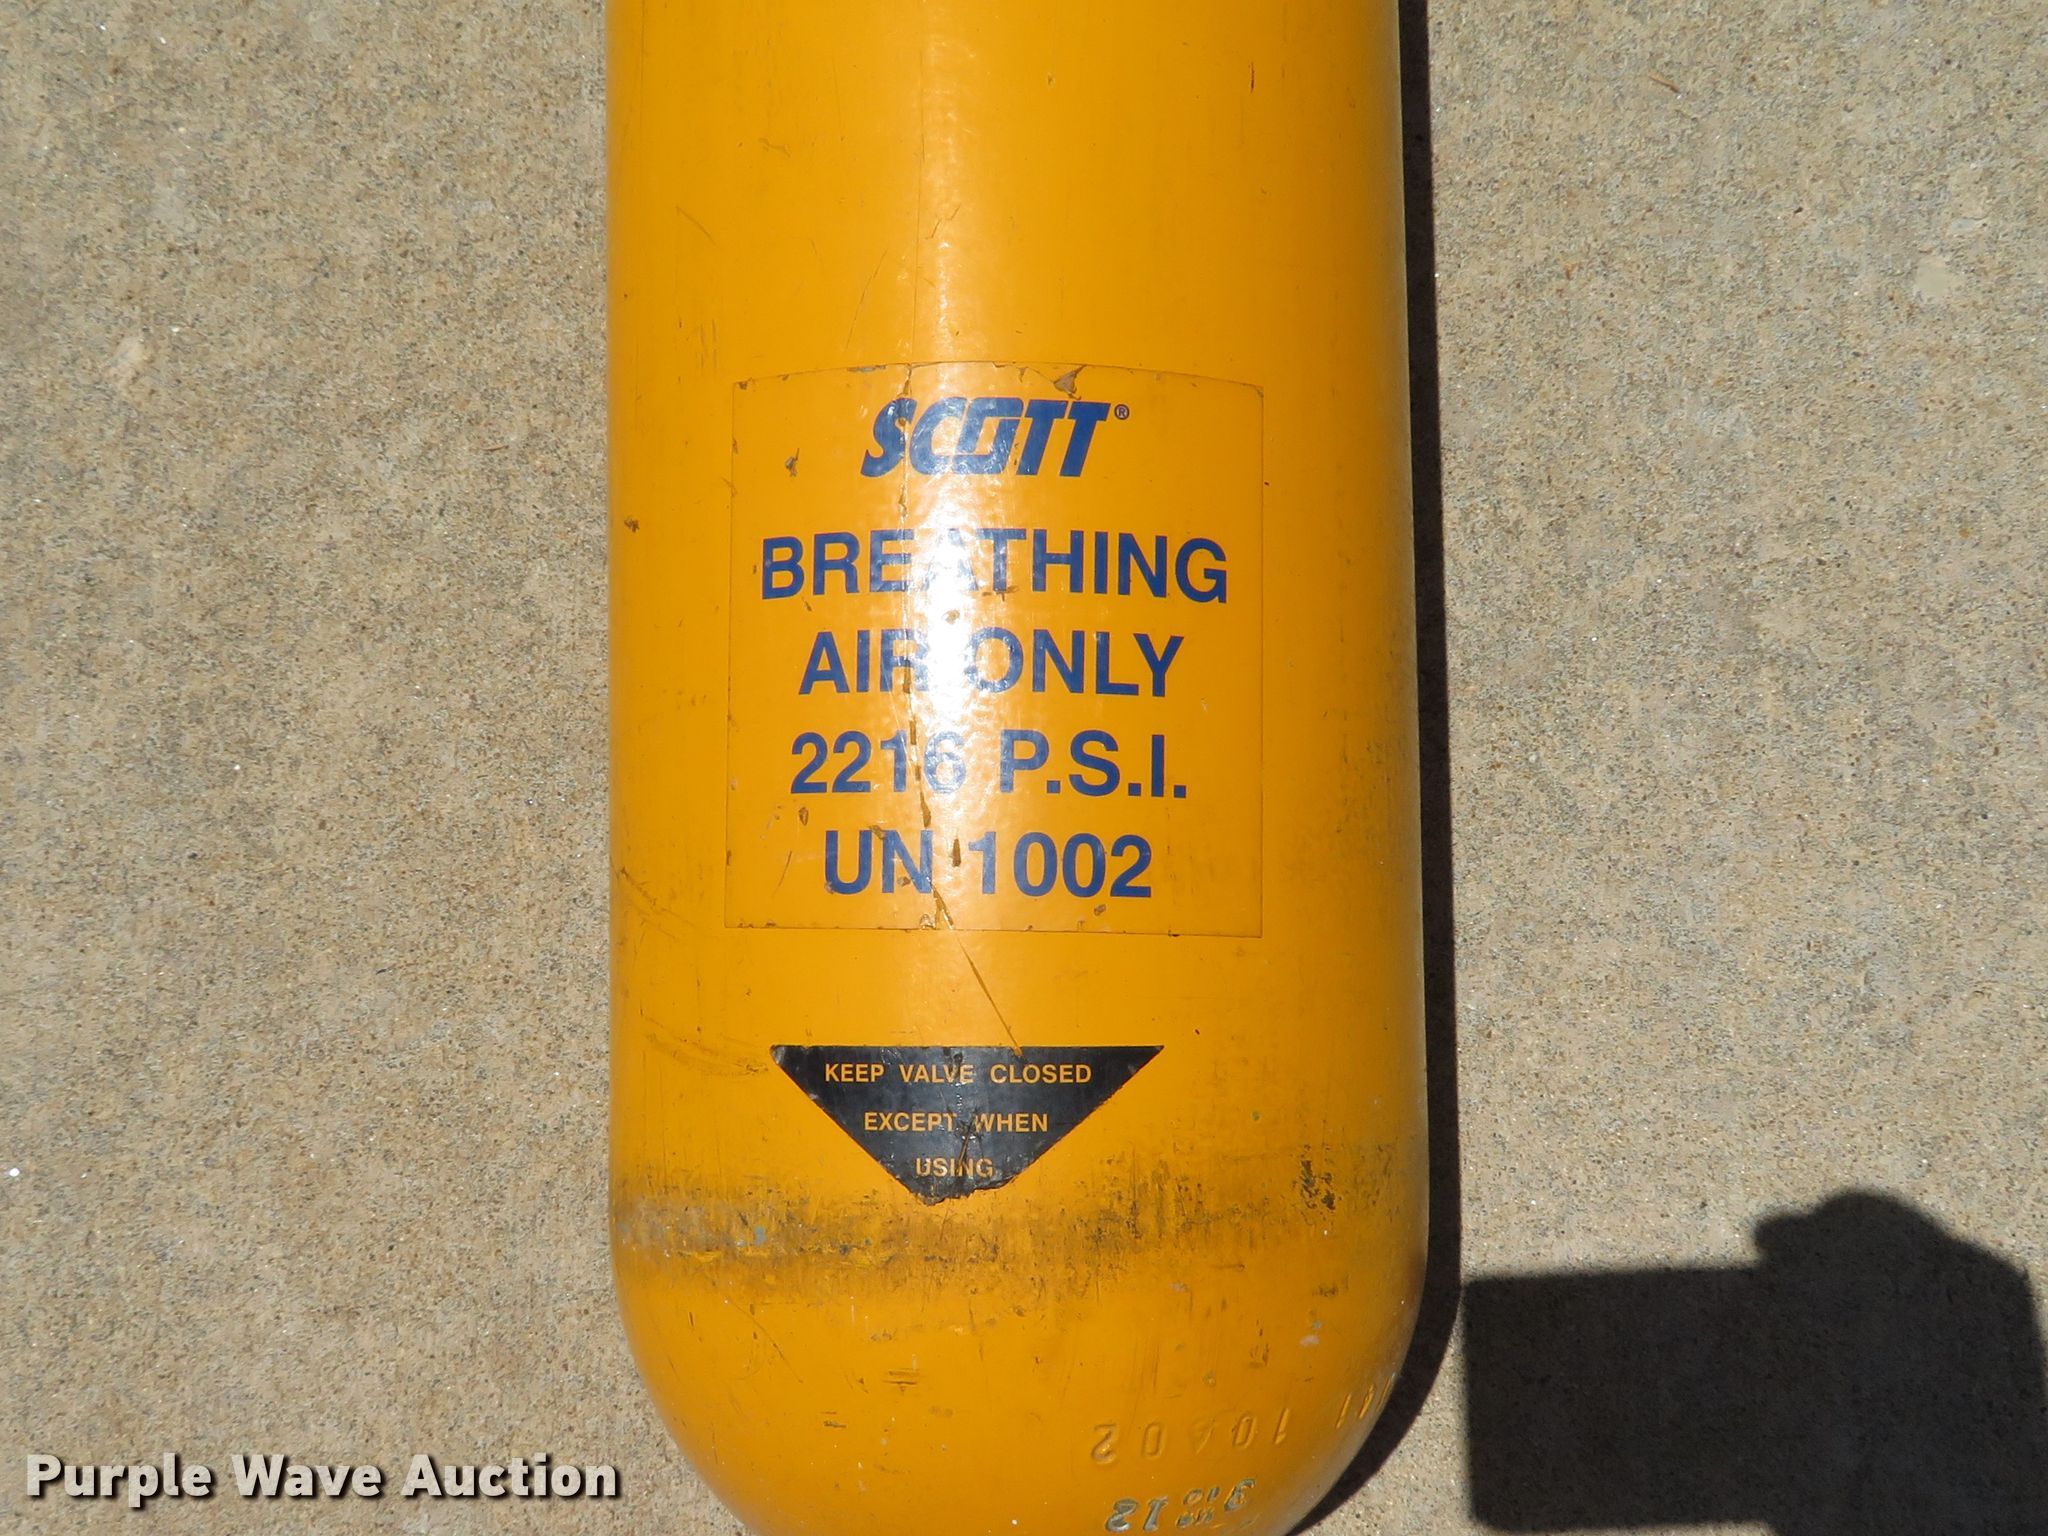 SCOTT®
BREATHING
AIR ONLY
2216 P.S.I.
UN 1002
KEEP VALVE CLOSED
EXCEPT WHEN
USING
Purple Wave Auction